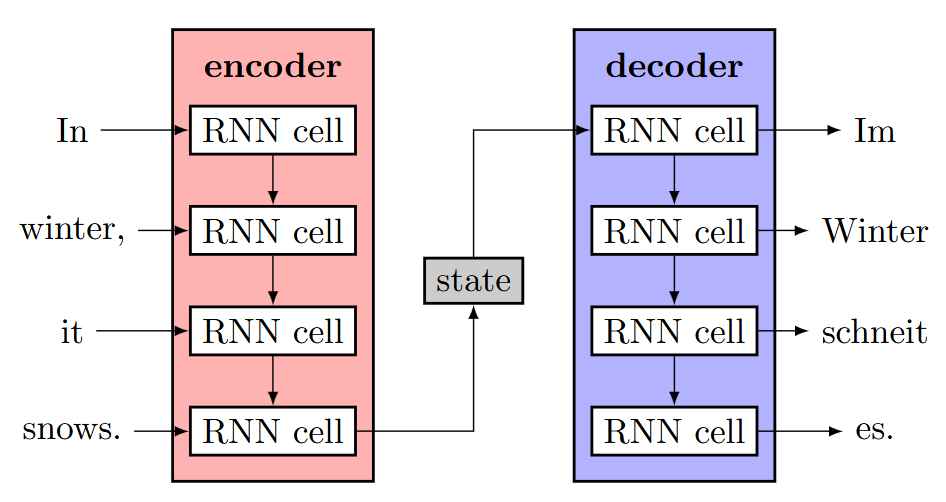 encoder
decoder
In
RNN cell
RNN cell
Im
winter,
RNN cell
RNN cell
Winter
state
it
RNN cell
RNN cell
schneit
snows.
RNN cell
RNN cell
es.